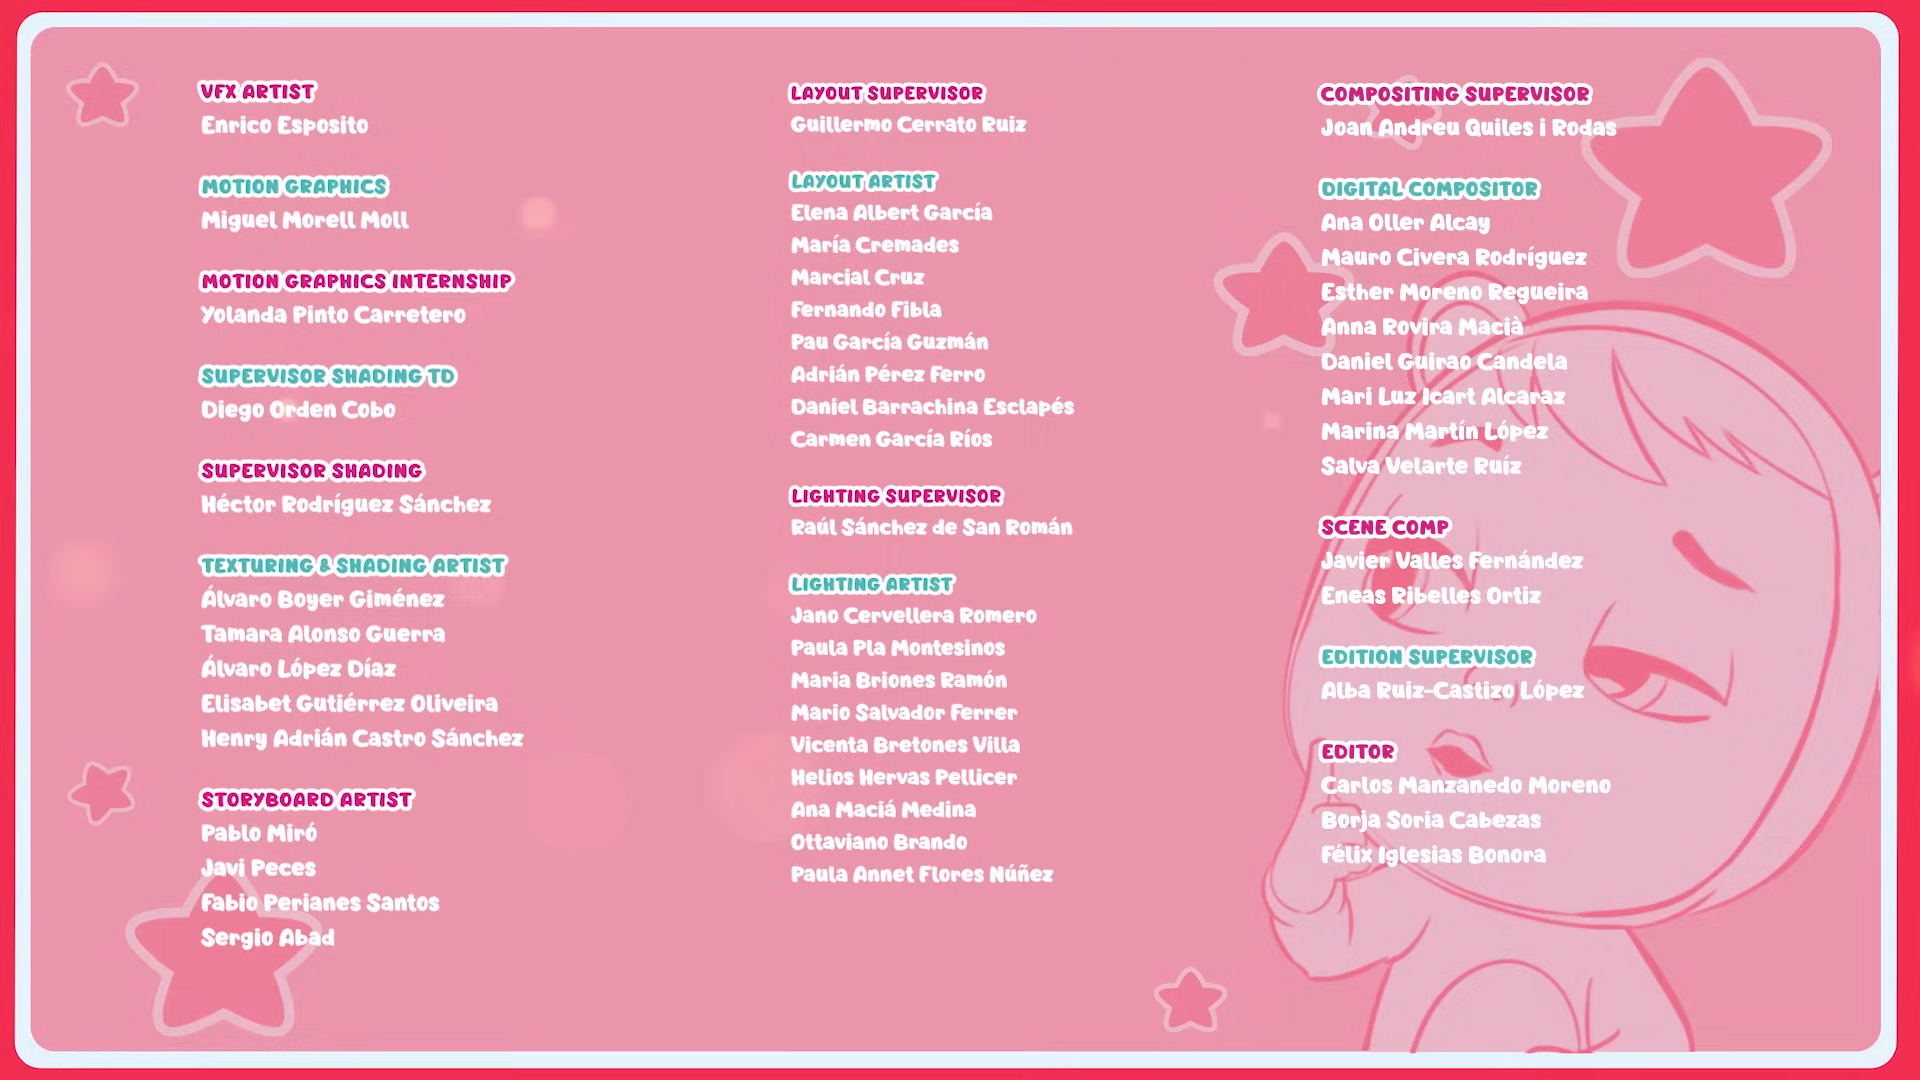 VFX ARTIST
Enrico Esposito
MOTION GRAPHICS
Miguel Morell Moll
MOTION GRAPHICS INTERNSHIP
Yolanda Pinto Carretero
SUPERVISOR SHADING TD
Diego Orden Cobo
SUPERVISOR SHADING
Héctor Rodríguez Sánchez
TEXTURING & SHADING ARTIST
Álvaro Boyer Giménez
Tamara Alonso Guerra
Álvaro López Díaz
Elisabet Gutiérrez Oliveira
Henry Adrián Castro Sánchez
STORYBOARD ARTIST
Pablo Miró
Javi Peces
Fabio Perianes Santos
Sergio Abad
LAYOUT SUPERVISOR
Guillermo Cerrato Ruiz
LAYOUT ARTIST
Elena Albert García
María Cremades
Marcial Cruz
Fernando Fibla
Pau García Guzmán
Adrián Pérez Ferro
Daniel Barrachina Esclapés
Carmen García Ríos
LIGHTING SUPERVISOR
Raúl Sánchez de San Román
LIGHTING ARTIST
Jano Cervellera Romero
Paula Pla Montesinos
Maria Briones Ramón
Mario Salvador Ferrer
Vicenta Bretones Villa
Helios Hervas Pellicer
Ana Maciá Medina
Ottaviano Brando
Paula Annet Flores Núñez
COMPOSITING SUPERVISOR
Joan Andreu Quiles i Rodas
DIGITAL COMPOSITOR
Ana Oller Alcay
Mauro Civera Rodríguez
Esther Moreno Regueira
Anna Rovira Macià
Daniel Guirao Candela
Mari Luz Icart Alcaraz
Marina Martín López
Salva Velarte Ruíz
SCENE COMP
Javier Valles Fernández
Eneas Ribelles Ortiz
EDITION SUPERVISOR
Alba Ruiz-Castizo López
EDITOR
Carlos Manzanedo Moreno
Borja Soria Cabezas
Félix Iglesias Bonora